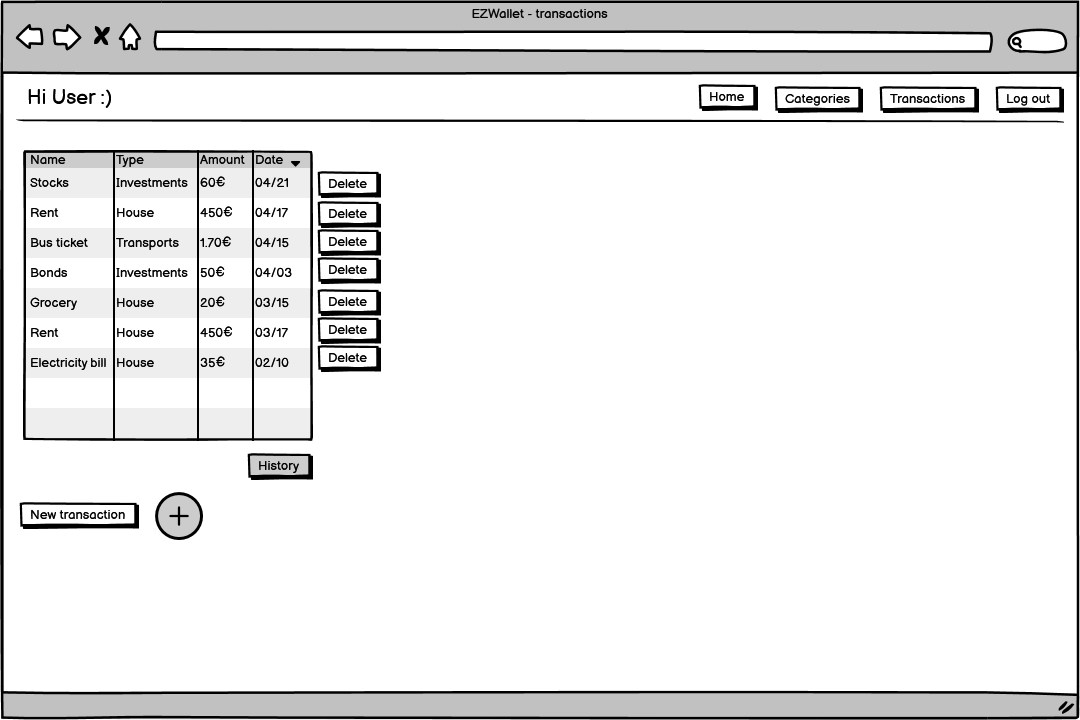 EZWallet - transactions
Hi User :)
Home
Categories
Transactions
Log out
Name Type Amount Date
Stocks Investments 60€ 04/21 Delete
Rent House 450€ 04/17 Delete
Bus ticket Transports 1.70€ 04/15 Delete
Bonds Investments 50€ 04/03 Delete
Grocery House 20€ 03/15 Delete
Rent House 450€ 03/17 Delete
Electricity bill House 35€ 02/10 Delete
History
New transaction